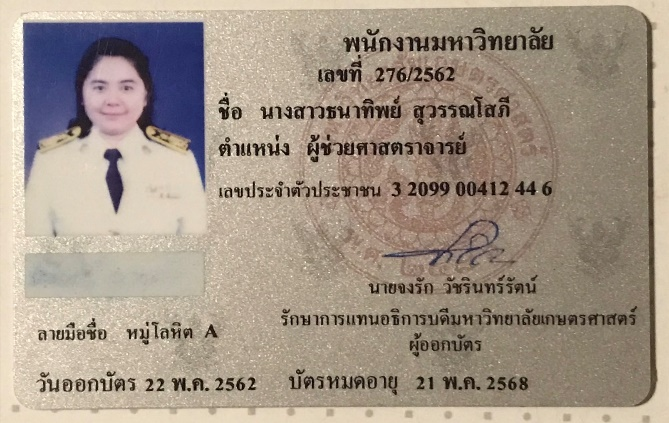 พนักงานมหาวิทยาลัย
เลขที่ 276/2562
ชื่อ นางสาวธนาทิพย์ สุวรรณโสภี
ตำแหน่ง ผู้ช่วยศาสตราจารย์
เลขประจำตัวประชาชน 3 2099 00412 44 6
นายจงรัก วัชรินทร์รัตน์
รักษาการแทนอธิการบดีมหาวิทยาลัยเกษตรศาสตร์
ผู้ออกบัตร
ลายมือชื่อ หมู่โลหิต A
วันออกบัตร 22 พ.ค. 2562 บัตรหมดอายุ 21 พ.ค. 2568